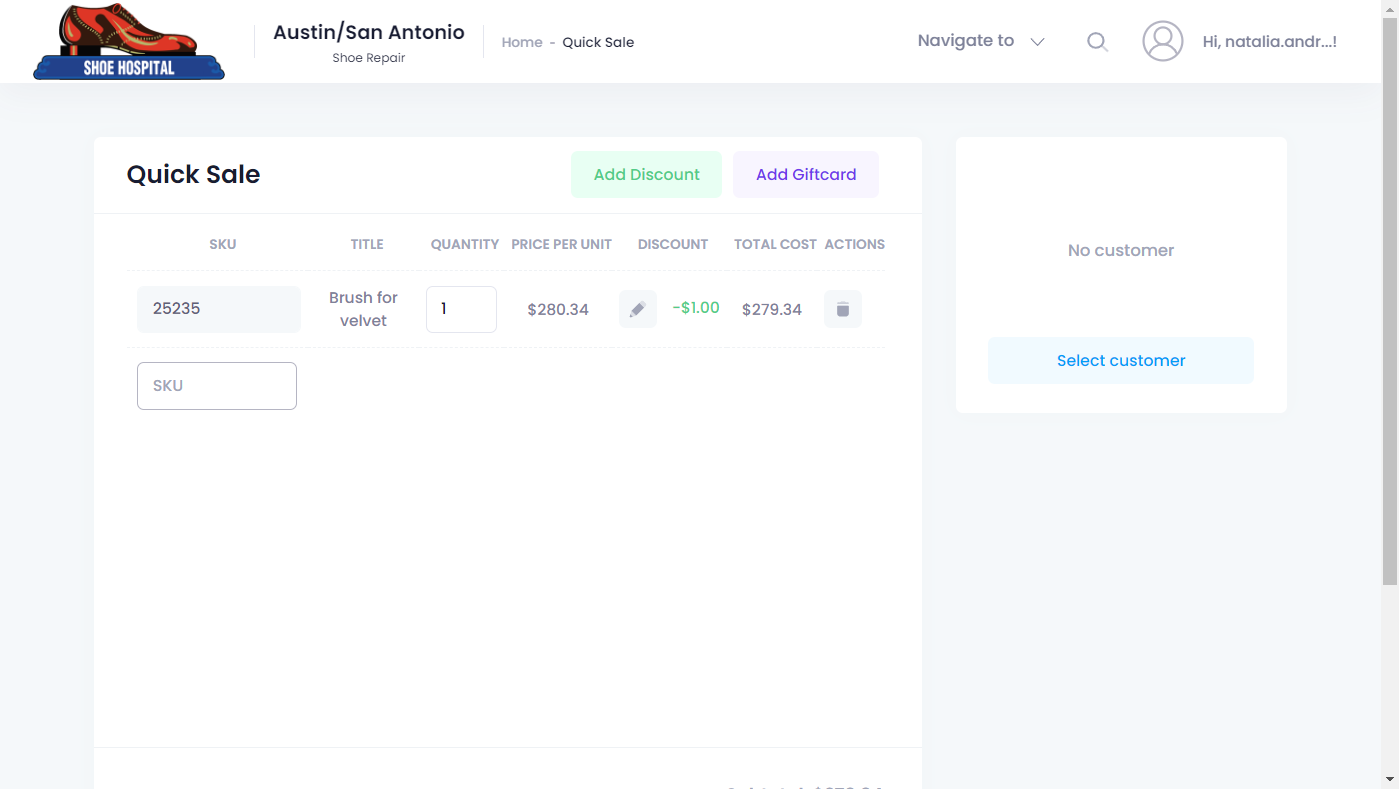 SHOE HOSPITAL
Austin/San Antonio
Shoe Repair
Home - Quick Sale
Navigate to
Hi, natalia.andr...!
Quick Sale
Add Discount
Add Giftcard
SKU TITLE QUANTITY PRICE PER UNIT DISCOUNT TOTAL COST ACTIONS
25235
Brush for
velvet
1
$280.34
-$1.00
$279.34
SKU
No customer
Select customer